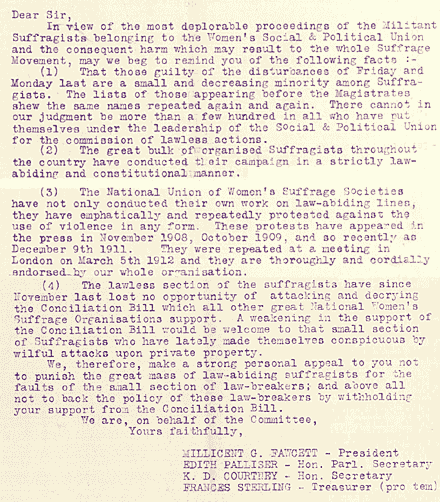 Dear Sir,
In view of the most deplorable proceedings of the Militant
Suffragists belonging to the Women's Social & Political Union
and the consequent harm which may result to the whole Suffrage
Movement, may we beg to remind you of the following facts :-
(1) That those guilty of the disturbances of Friday and
Monday last are a small and decreasing minority among Suffra-
gists. The lists of those appearing before the Magistrates
shew the same names repeated again and again. There cannot in
our judgment be more than a few hundred in all who have put
themselves under the leadership of the Social & Political Union
for the commission of lawless actions.
(2) The great bulk of organised Suffragists throughout
the country have conducted their campaign in a strictly law-
abiding and constitutional manner.
(3) The National Union of Women's Suffrage Societies
have not only conducted their own work on law-abiding lines,
they have emphatically and repeatedly protested against the
use of violence in any form. These protests have appeared in
the press in November 1908, October 1909, and so recently as
December 9th 1911. They were repeated at a meeting in
London on March 5th 1912 and they are thoroughly and cordially
endorsed by our whole organisation.
(4) The lawless section of the suffragists have since
November last lost no opportunity of attacking and decrying
the Conciliation Bill which all other great National Women's
Suffrage Organisations support. A weakening in the support of
the Conciliation Bill would be welcome to that small section
of Suffragists who have lately made themselves conspicuous by
wilful attacks upon private property.
We, therefore, make a strong personal appeal to you not
to punish the great mass of law-abiding suffragists for the
faults of the small section of law-breakers; and above all
not to back the policy of these law-breakers by withholding
your support from the Conciliation Bill.
We are, on behalf of the Committee,
Yours faithfully,
MILLICENT G. FAWCETT - President
EDITH PALLISER - Hon. Parl. Secretary
K. D. COURTNEY - Hon. Secretary
FRANCES STERLING - Treasurer (pro tem)